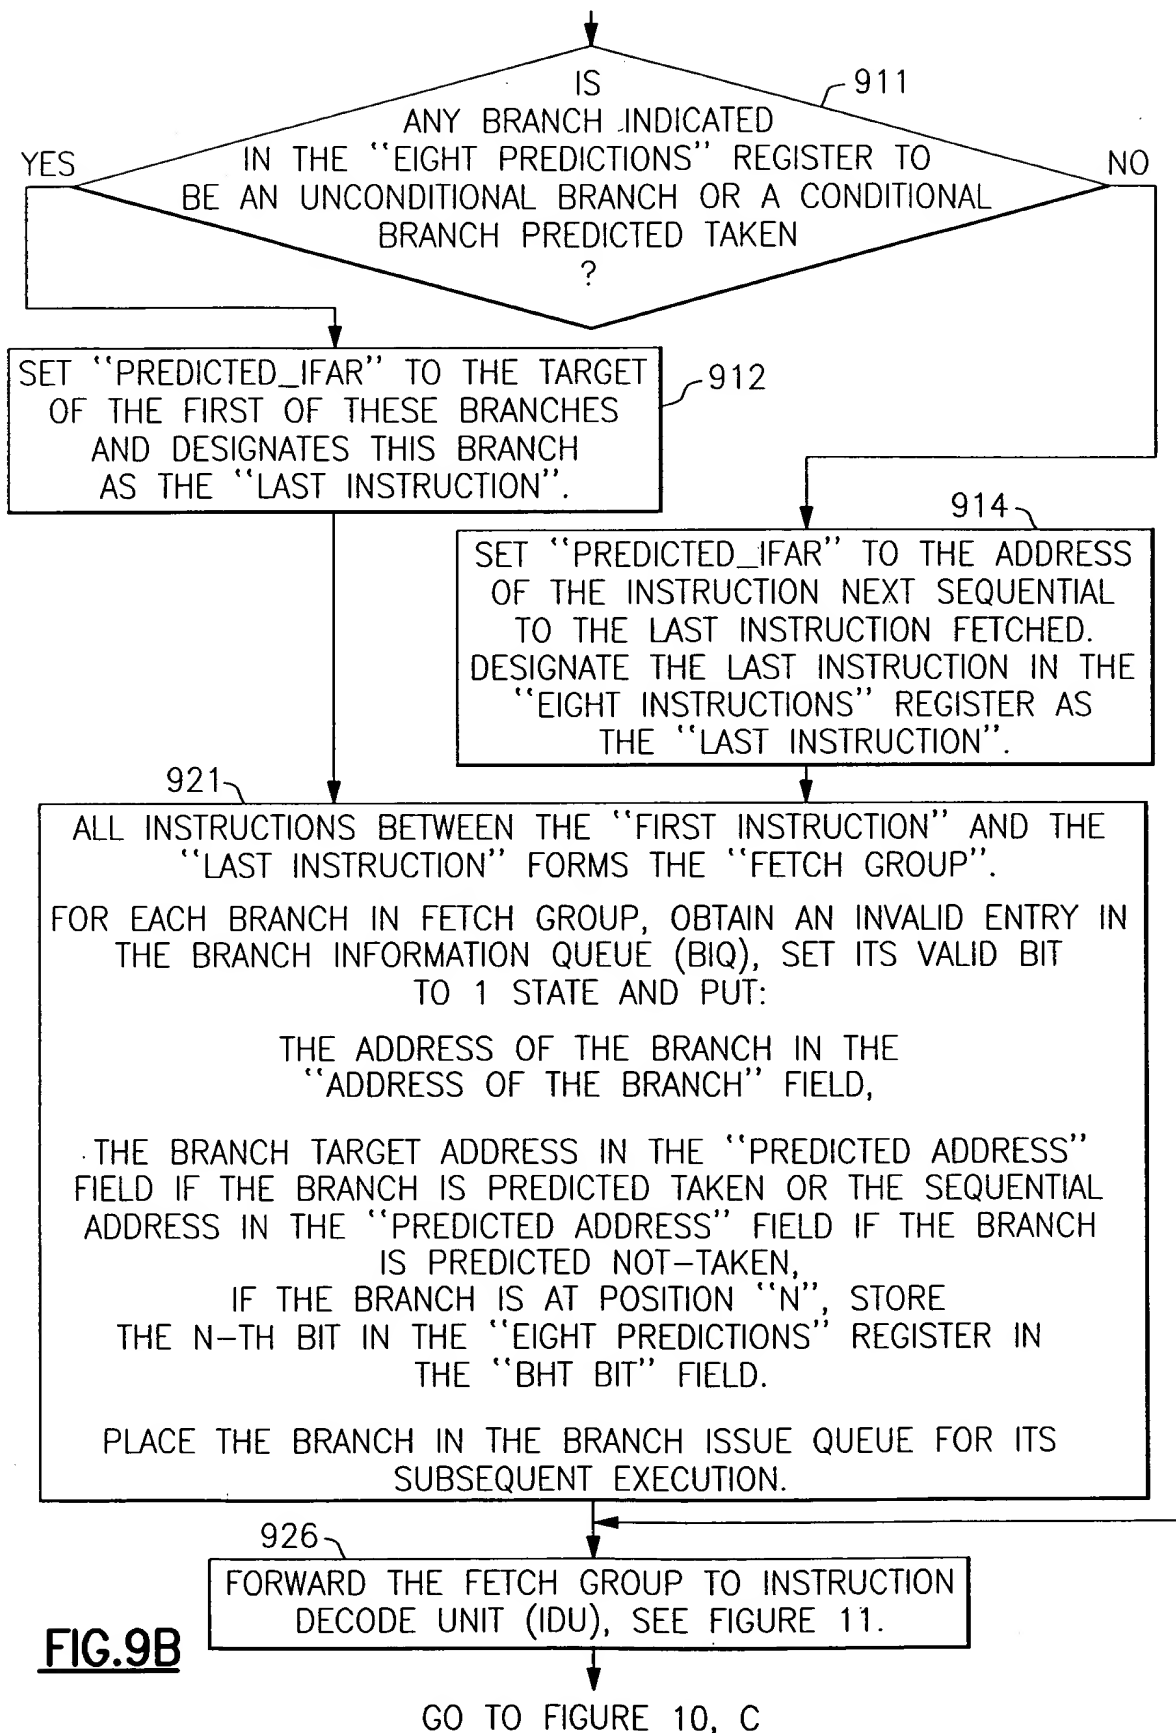 IS
911
ANY BRANCH INDICATED
YES
IN THE ‘‘EIGHT PREDICTIONS’’ REGISTER TO
NO
BE AN UNCONDITIONAL BRANCH OR A CONDITIONAL
BRANCH PREDICTED TAKEN
?
SET ‘‘PREDICTED_IFAR’’ TO THE TARGET
912
OF THE FIRST OF THESE BRANCHES
AND DESIGNATES THIS BRANCH
AS THE ‘‘LAST INSTRUCTION’’.
914
SET ‘‘PREDICTED_IFAR’’ TO THE ADDRESS
OF THE INSTRUCTION NEXT SEQUENTIAL
TO THE LAST INSTRUCTION FETCHED.
DESIGNATE THE LAST INSTRUCTION IN THE
‘‘EIGHT INSTRUCTIONS’’ REGISTER AS
THE ‘‘LAST INSTRUCTION’’.
921
ALL INSTRUCTIONS BETWEEN THE ‘‘FIRST INSTRUCTION’’ AND THE
‘‘LAST INSTRUCTION’’ FORMS THE ‘‘FETCH GROUP’’.
FOR EACH BRANCH IN FETCH GROUP, OBTAIN AN INVALID ENTRY IN
THE BRANCH INFORMATION QUEUE (BIQ), SET ITS VALID BIT
TO 1 STATE AND PUT:
THE ADDRESS OF THE BRANCH IN THE
‘‘ADDRESS OF THE BRANCH’’ FIELD,
THE BRANCH TARGET ADDRESS IN THE ‘‘PREDICTED ADDRESS’’
FIELD IF THE BRANCH IS PREDICTED TAKEN OR THE SEQUENTIAL
ADDRESS IN THE ‘‘PREDICTED ADDRESS’’ FIELD IF THE BRANCH
IS PREDICTED NOT–TAKEN,
IF THE BRANCH IS AT POSITION ‘‘N’’, STORE
THE N–TH BIT IN THE ‘‘EIGHT PREDICTIONS’’ REGISTER IN
THE ‘‘BHT BIT’’ FIELD.
PLACE THE BRANCH IN THE BRANCH ISSUE QUEUE FOR ITS
SUBSEQUENT EXECUTION.
926
FORWARD THE FETCH GROUP TO INSTRUCTION
DECODE UNIT (IDU), SEE FIGURE 11.
FIG.9B
GO TO FIGURE 10, C